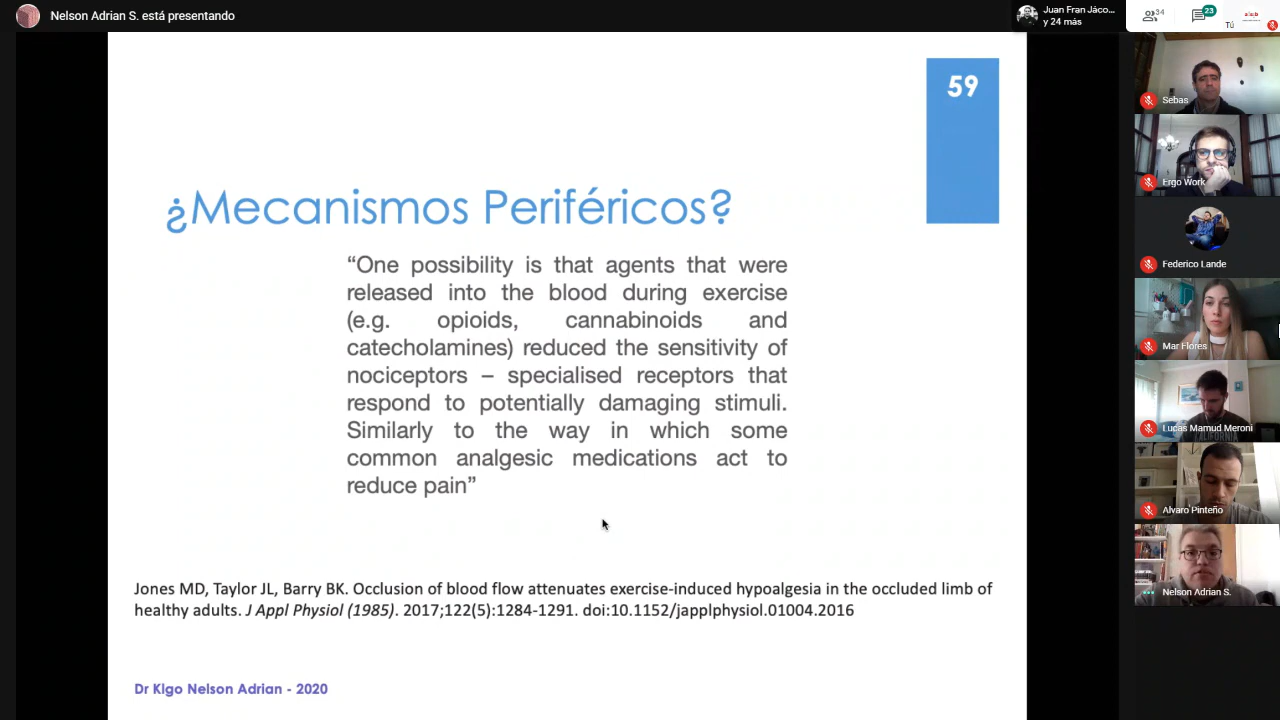 Nelson Adrian S. está presentando
Juan Fran Jáco...
y 24 más
34
23
Tú
59
¿Mecanismos Periféricos?
“One possibility is that agents that were
released into the blood during exercise
(e.g. opioids, cannabinoids and
catecholamines) reduced the sensitivity of
nociceptors – specialised receptors that
respond to potentially damaging stimuli.
Similarly to the way in which some
common analgesic medications act to
reduce pain”
Jones MD, Taylor JL, Barry BK. Occlusion of blood flow attenuates exercise-induced hypoalgesia in the occluded limb of
healthy adults. J Appl Physiol (1985). 2017;122(5):1284-1291. doi:10.1152/japplphysiol.01004.2016
Dr Klgo Nelson Adrian - 2020
Sebas
Ergo Work
Federico Lande
Mar Flores
Lucas Mamud Meroni
Alvaro Pinteño
Nelson Adrian S.